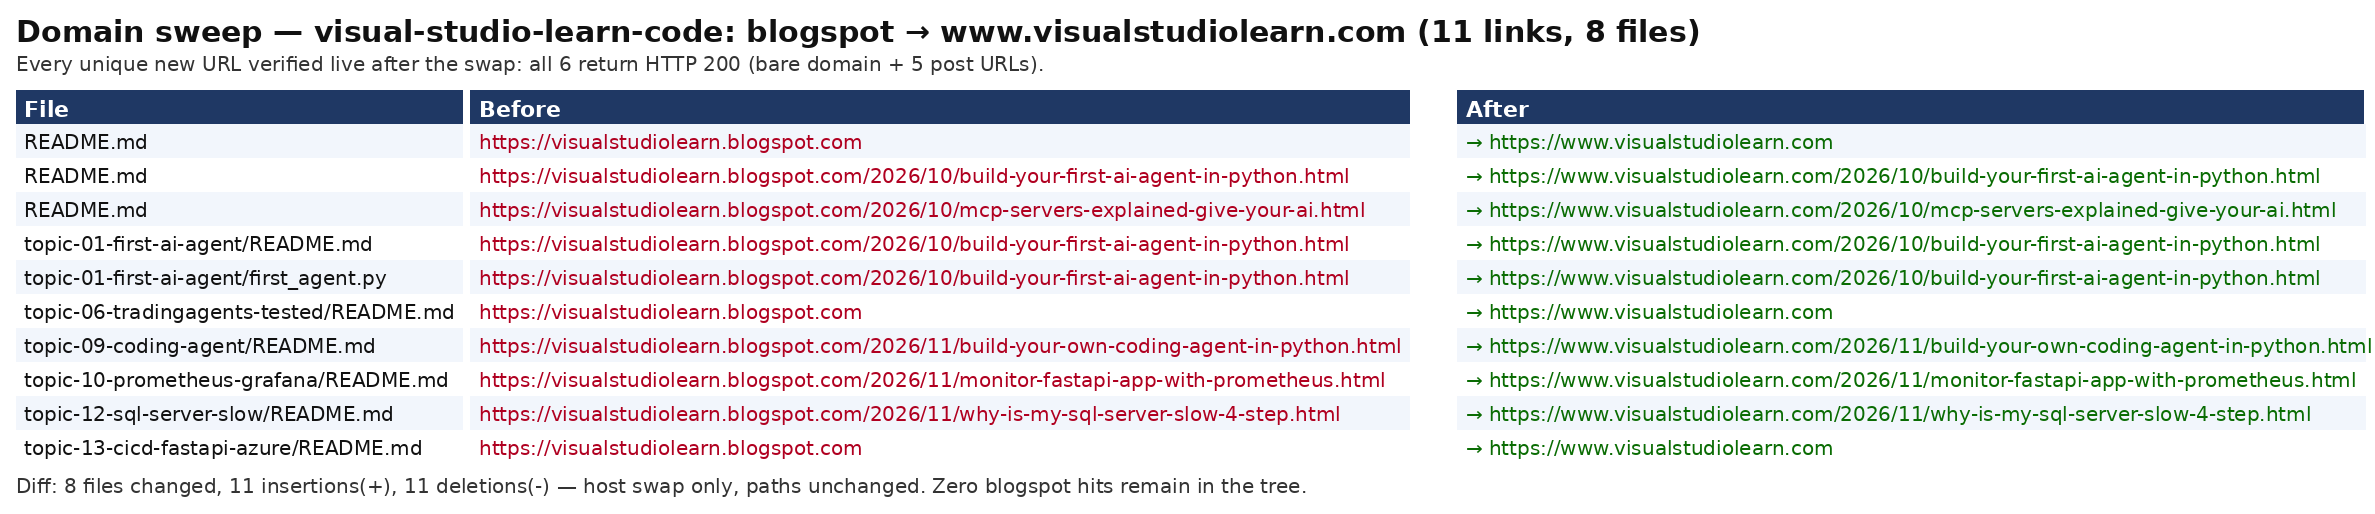 Domain sweep — visual-studio-learn-code: blogspot → www.visualstudiolearn.com (11 links, 8 files)
Every unique new URL verified live after the swap: all 6 return HTTP 200 (bare domain + 5 post URLs).
File Before After
README.md https://visualstudiolearn.blogspot.com → https://www.visualstudiolearn.com
README.md https://visualstudiolearn.blogspot.com/2026/10/build-your-first-ai-agent-in-python.html → https://www.visualstudiolearn.com/2026/10/build-your-first-ai-agent-in-python.html
README.md https://visualstudiolearn.blogspot.com/2026/10/mcp-servers-explained-give-your-ai.html → https://www.visualstudiolearn.com/2026/10/mcp-servers-explained-give-your-ai.html
topic-01-first-ai-agent/README.md https://visualstudiolearn.blogspot.com/2026/10/build-your-first-ai-agent-in-python.html → https://www.visualstudiolearn.com/2026/10/build-your-first-ai-agent-in-python.html
topic-01-first-ai-agent/first_agent.py https://visualstudiolearn.blogspot.com/2026/10/build-your-first-ai-agent-in-python.html → https://www.visualstudiolearn.com/2026/10/build-your-first-ai-agent-in-python.html
topic-06-tradingagents-tested/README.md https://visualstudiolearn.blogspot.com → https://www.visualstudiolearn.com
topic-09-coding-agent/README.md https://visualstudiolearn.blogspot.com/2026/11/build-your-own-coding-agent-in-python.html → https://www.visualstudiolearn.com/2026/11/build-your-own-coding-agent-in-python.html
topic-10-prometheus-grafana/README.md https://visualstudiolearn.blogspot.com/2026/11/monitor-fastapi-app-with-prometheus.html → https://www.visualstudiolearn.com/2026/11/monitor-fastapi-app-with-prometheus.html
topic-12-sql-server-slow/README.md https://visualstudiolearn.blogspot.com/2026/11/why-is-my-sql-server-slow-4-step.html → https://www.visualstudiolearn.com/2026/11/why-is-my-sql-server-slow-4-step.html
topic-13-cicd-fastapi-azure/README.md https://visualstudiolearn.blogspot.com → https://www.visualstudiolearn.com
Diff: 8 files changed, 11 insertions(+), 11 deletions(-) — host swap only, paths unchanged. Zero blogspot hits remain in the tree.